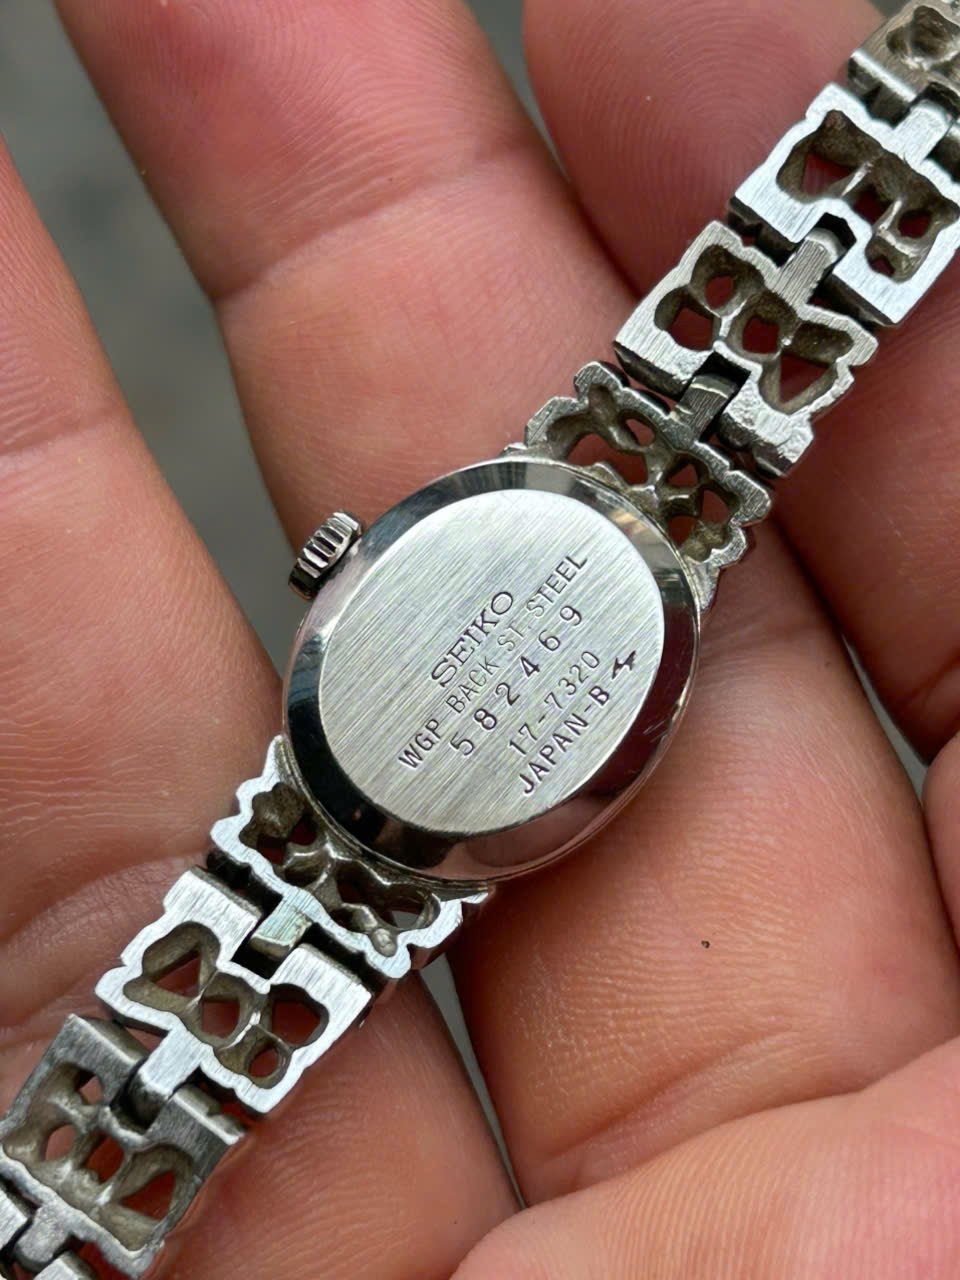 SEIKO
WGP BACK ST. STEEL
582469
17-7320
JAPAN-B